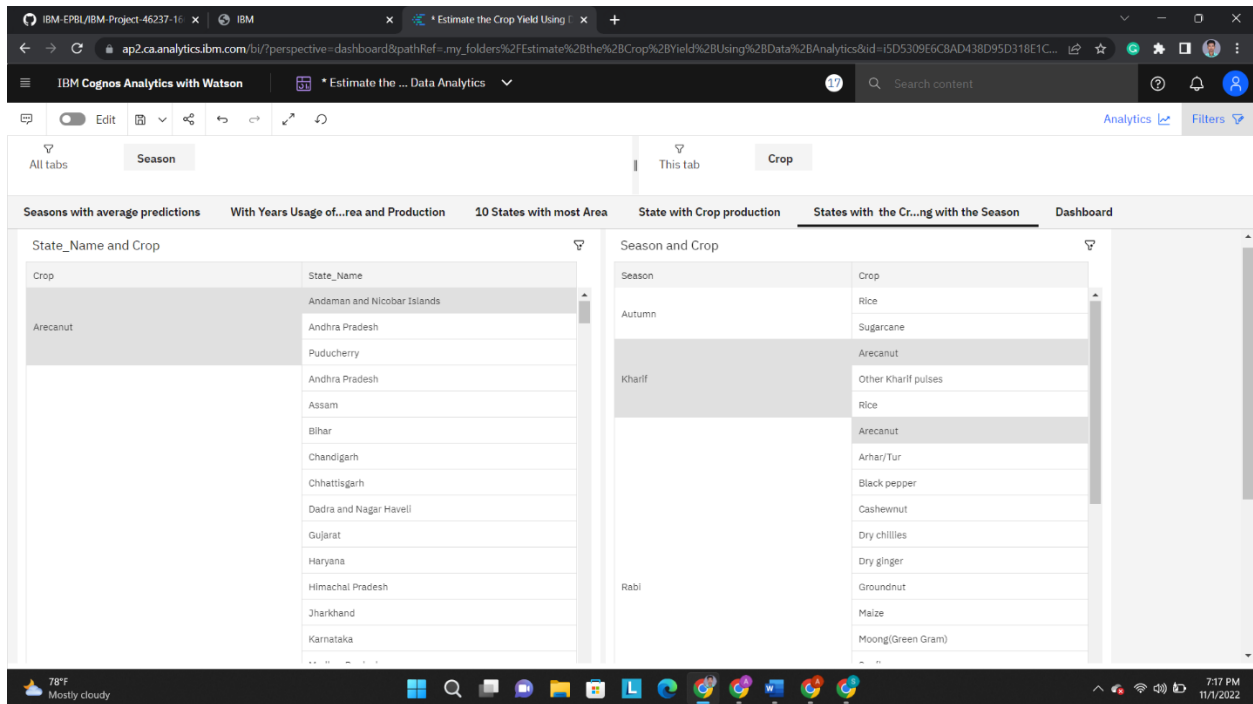 IBM-EPBL/IBM-Project-46237-16
IBM
* Estimate the Crop Yield Using D
ap2.ca.analytics.ibm.com/bi/?perspective=dashboard&pathRef=.my_folders%2FEstimate%2Bthe%2BCrop%2BYield%2BUsing%2BData%2BAnalytics&id=i5D5309E6C8AD438D95D318E1C...
IBM Cognos Analytics with Watson
* Estimate the ... Data Analytics
17
Search content
Edit
Analytics
Filters
All tabs
Season
This tab
Crop
Seasons with average predictions
With Years Usage of...rea and Production
10 States with most Area
State with Crop production
States with the Cr...ng with the Season
Dashboard
State_Name and Crop
Crop
State_Name
Arecanut
Andaman and Nicobar Islands
Andhra Pradesh
Puducherry
Andhra Pradesh
Assam
Bihar
Chandigarh
Chhattisgarh
Dadra and Nagar Haveli
Gujarat
Haryana
Himachal Pradesh
Jharkhand
Karnataka
Season and Crop
Season
Crop
Autumn
Rice
Sugarcane
Kharif
Arecanut
Other Kharif pulses
Rice
Rabi
Arecanut
Arhar/Tur
Black pepper
Cashewnut
Dry chillies
Dry ginger
Groundnut
Maize
Moong(Green Gram)
78°F
Mostly cloudy
7:17 PM
11/1/2022